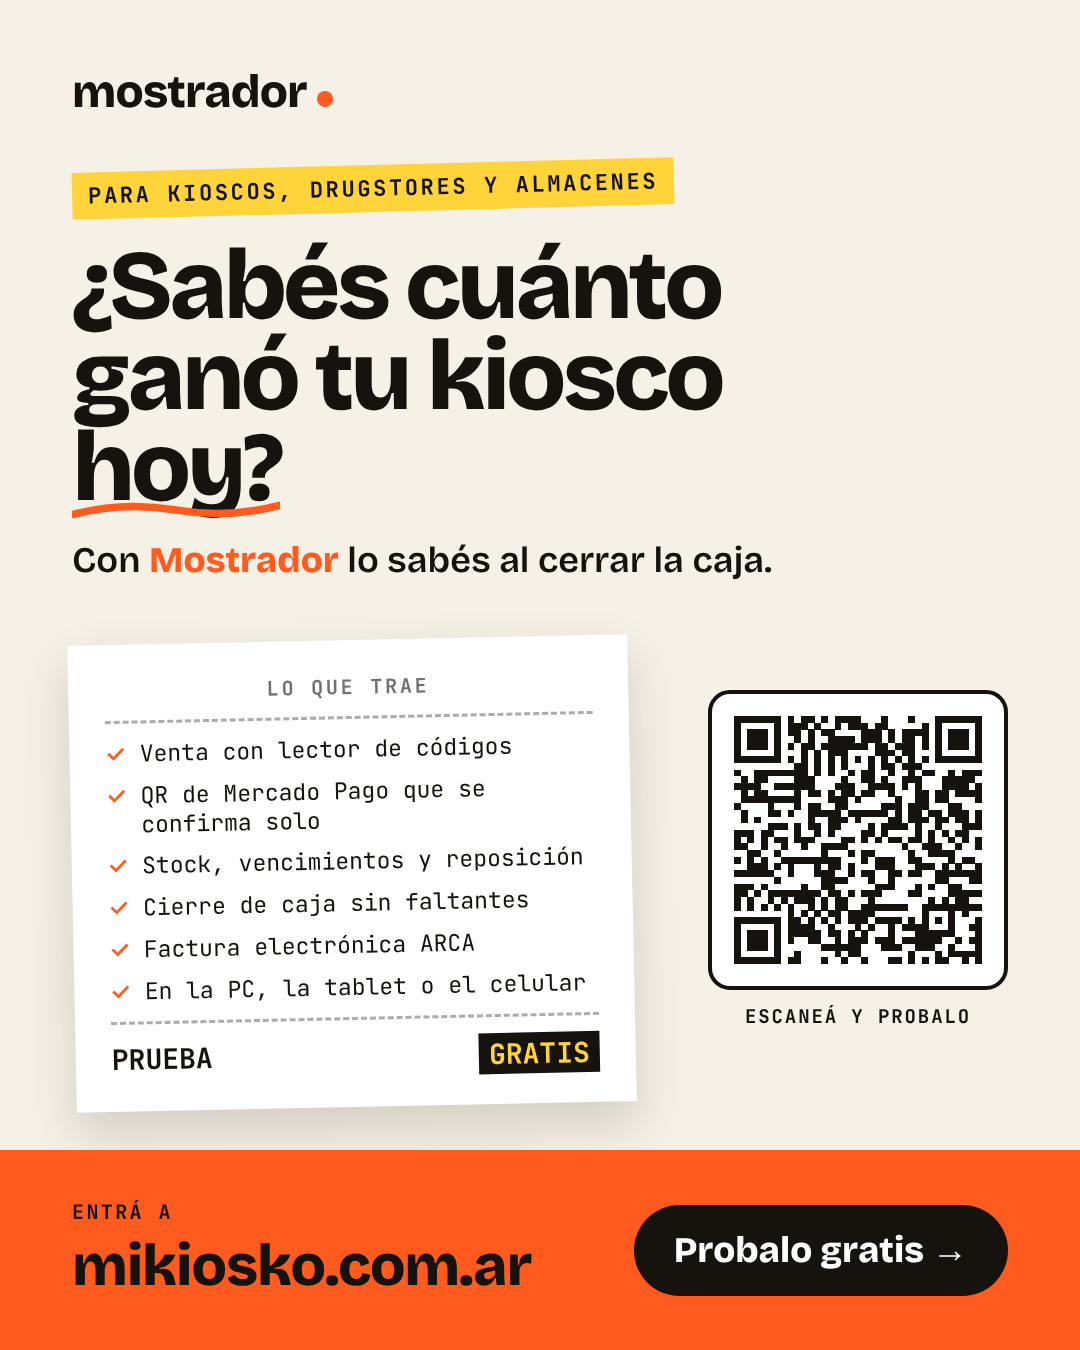 mostrador
PARA KIOSCOS, DRUGSTORES Y ALMACENES
¿Sabés cuánto
ganó tu kiosco
hoy?
Con Mostrador lo sabés al cerrar la caja.
LO QUE TRAE
Venta con lector de códigos
QR de Mercado Pago que se
confirma solo
Stock, vencimientos y reposición
Cierre de caja sin faltantes
Factura electrónica ARCA
En la PC, la tablet o el celular
PRUEBA GRATIS
ESCANEÁ Y PROBALO
ENTRÁ A
mikiosko.com.ar
Probalo gratis →